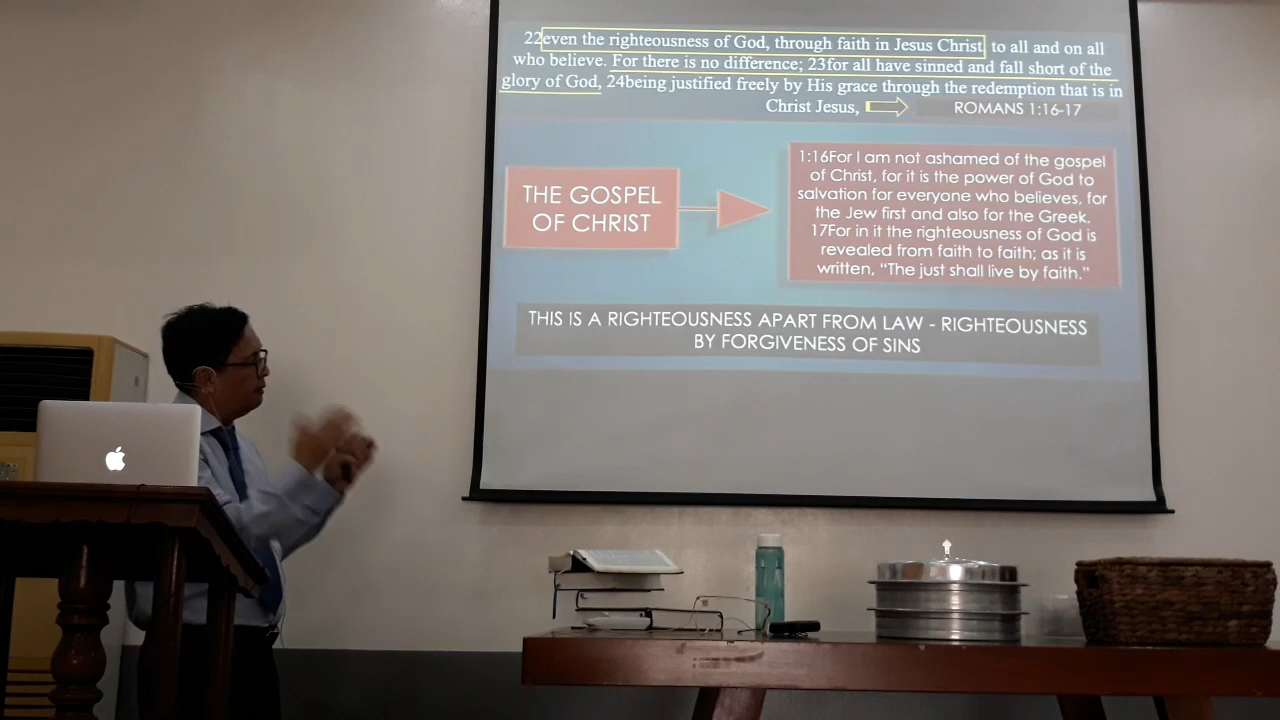 22even the righteousness of God, through faith in Jesus Christ, to all and on all
who believe. For there is no difference; 23for all have sinned and fall short of the
glory of God, 24being justified freely by His grace through the redemption that is in
Christ Jesus,
ROMANS 1:16-17
THE GOSPEL
OF CHRIST
1:16For I am not ashamed of the gospel
of Christ, for it is the power of God to
salvation for everyone who believes, for
the Jew first and also for the Greek.
17For in it the righteousness of God is
revealed from faith to faith; as it is
written, “The just shall live by faith.”
THIS IS A RIGHTEOUSNESS APART FROM LAW - RIGHTEOUSNESS
BY FORGIVENESS OF SINS